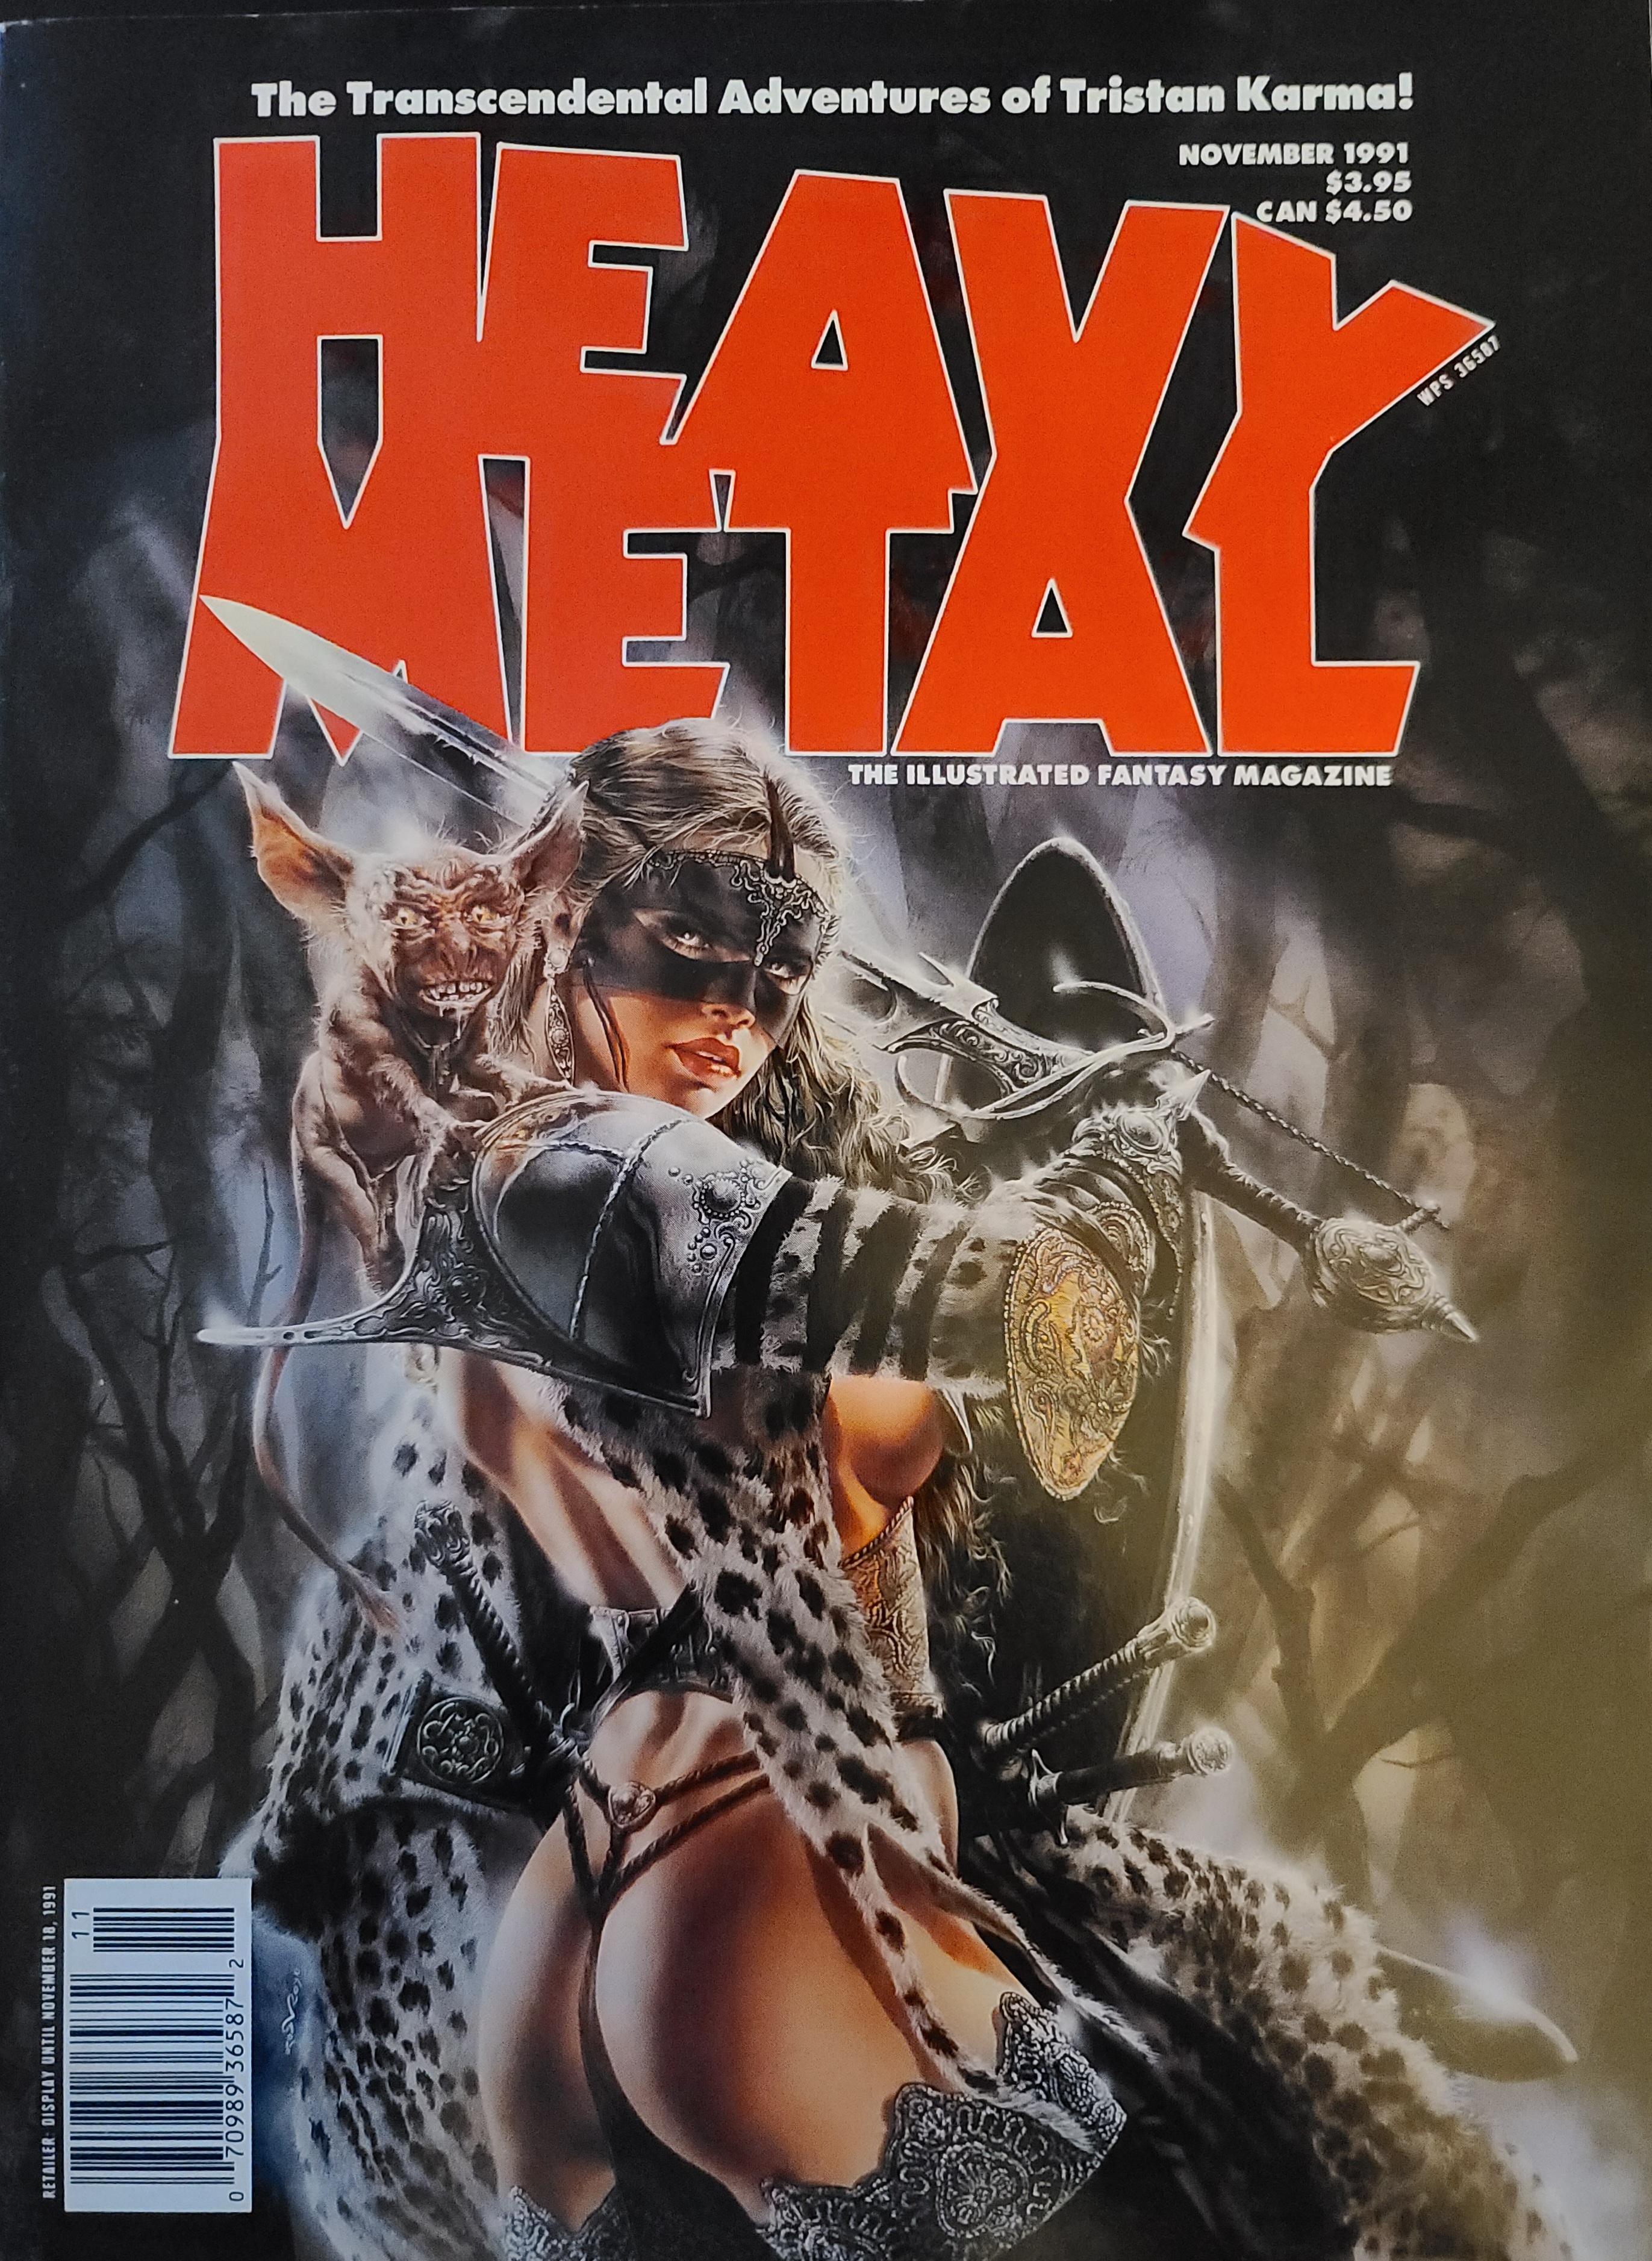 The Transcendental Adventures of Tristan Karma!
NOVEMBER 1991
$3.95
CAN $4.50
HEAVY
METAL
WPS 36587
THE ILLUSTRATED FANTASY MAGAZINE
RETAILER: DISPLAY UNTIL NOVEMBER 18, 1991
11
0 70989 36587 2